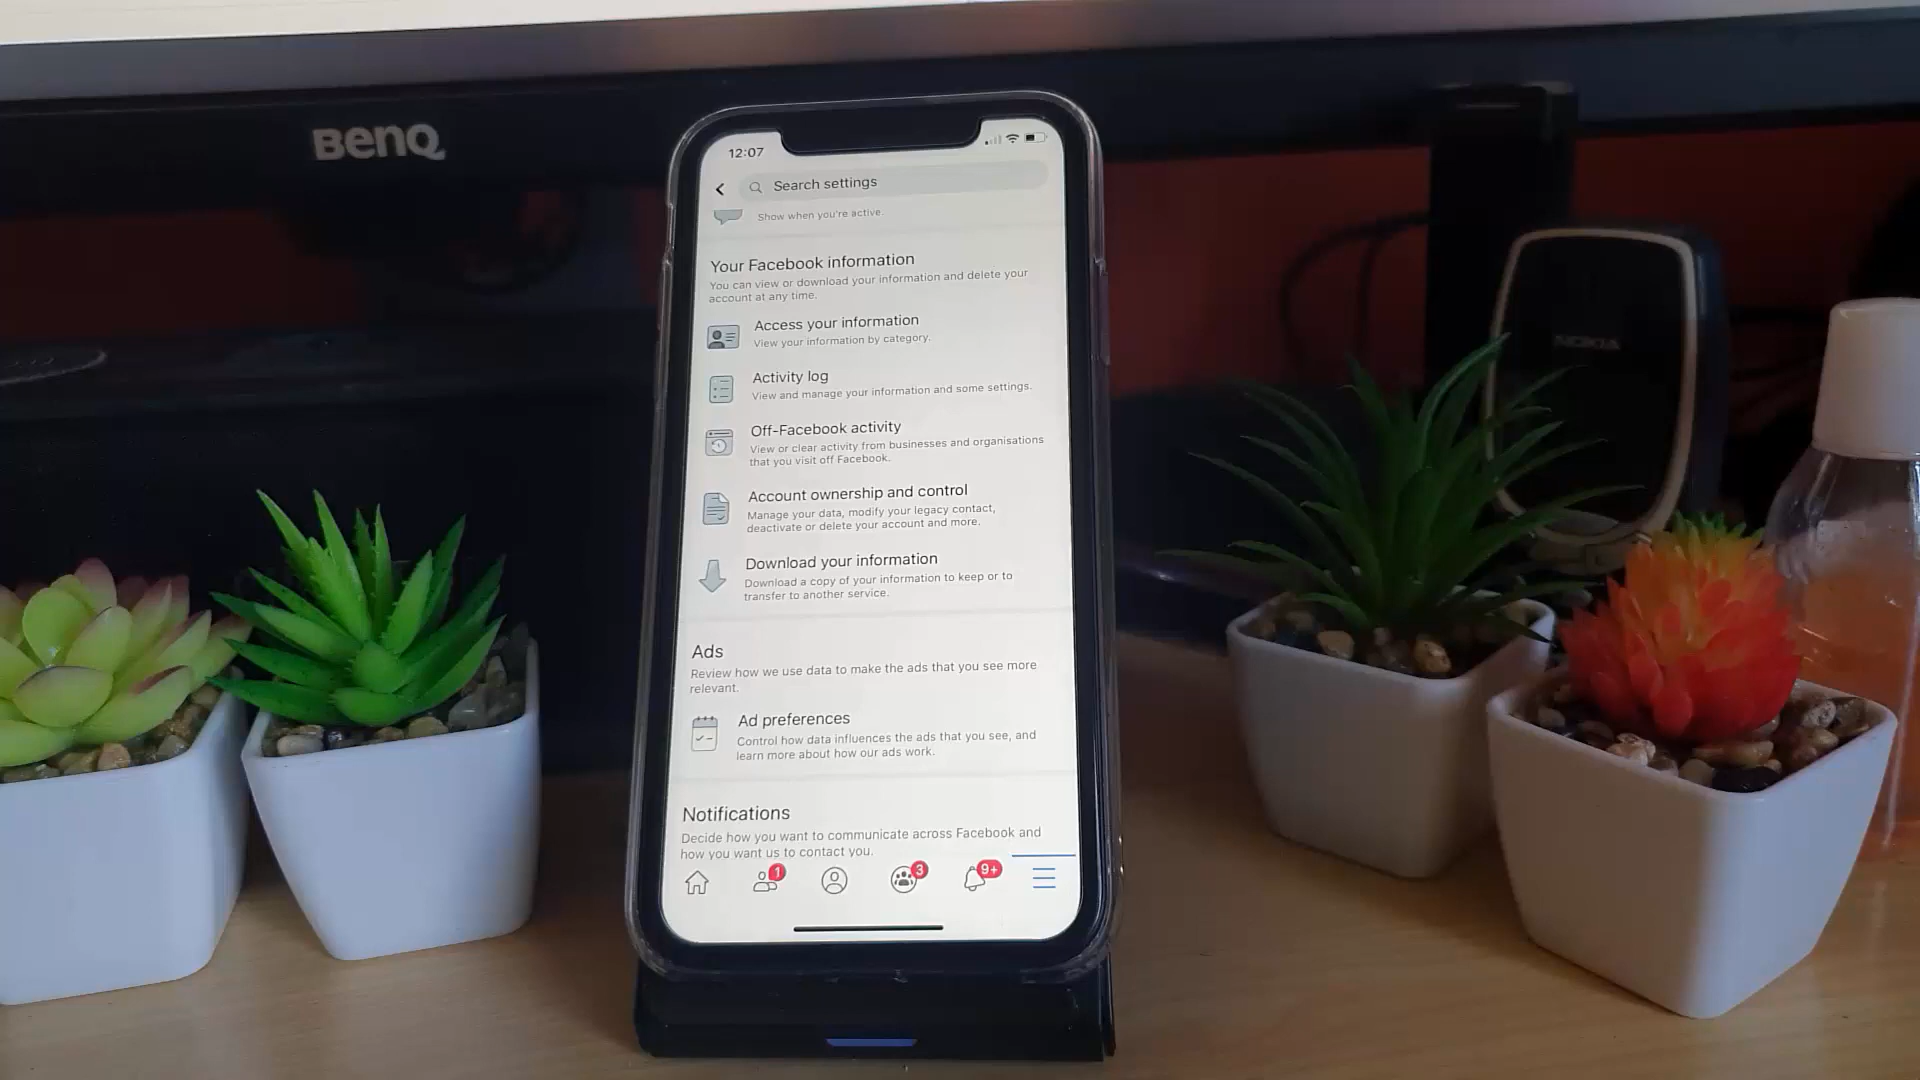 BenQ
12:07
Search settings
Show when you're active.
Your Facebook information
You can view or download your information and delete your
account at any time.
Access your information
View your information by category.
Activity log
View and manage your information and some settings.
Off-Facebook activity
View or clear activity from businesses and organisations
that you visit off Facebook.
Account ownership and control
Manage your data, modify your legacy contact,
deactivate or delete your account and more.
Download your information
Download a copy of your information to keep or to
transfer to another service.
Ads
Review how we use data to make the ads that you see more
relevant.
Ad preferences
Control how data influences the ads that you see, and
learn more about how our ads work.
Notifications
Decide how you want to communicate across Facebook and
how you want us to contact you.
1
3
9+
NOKIA